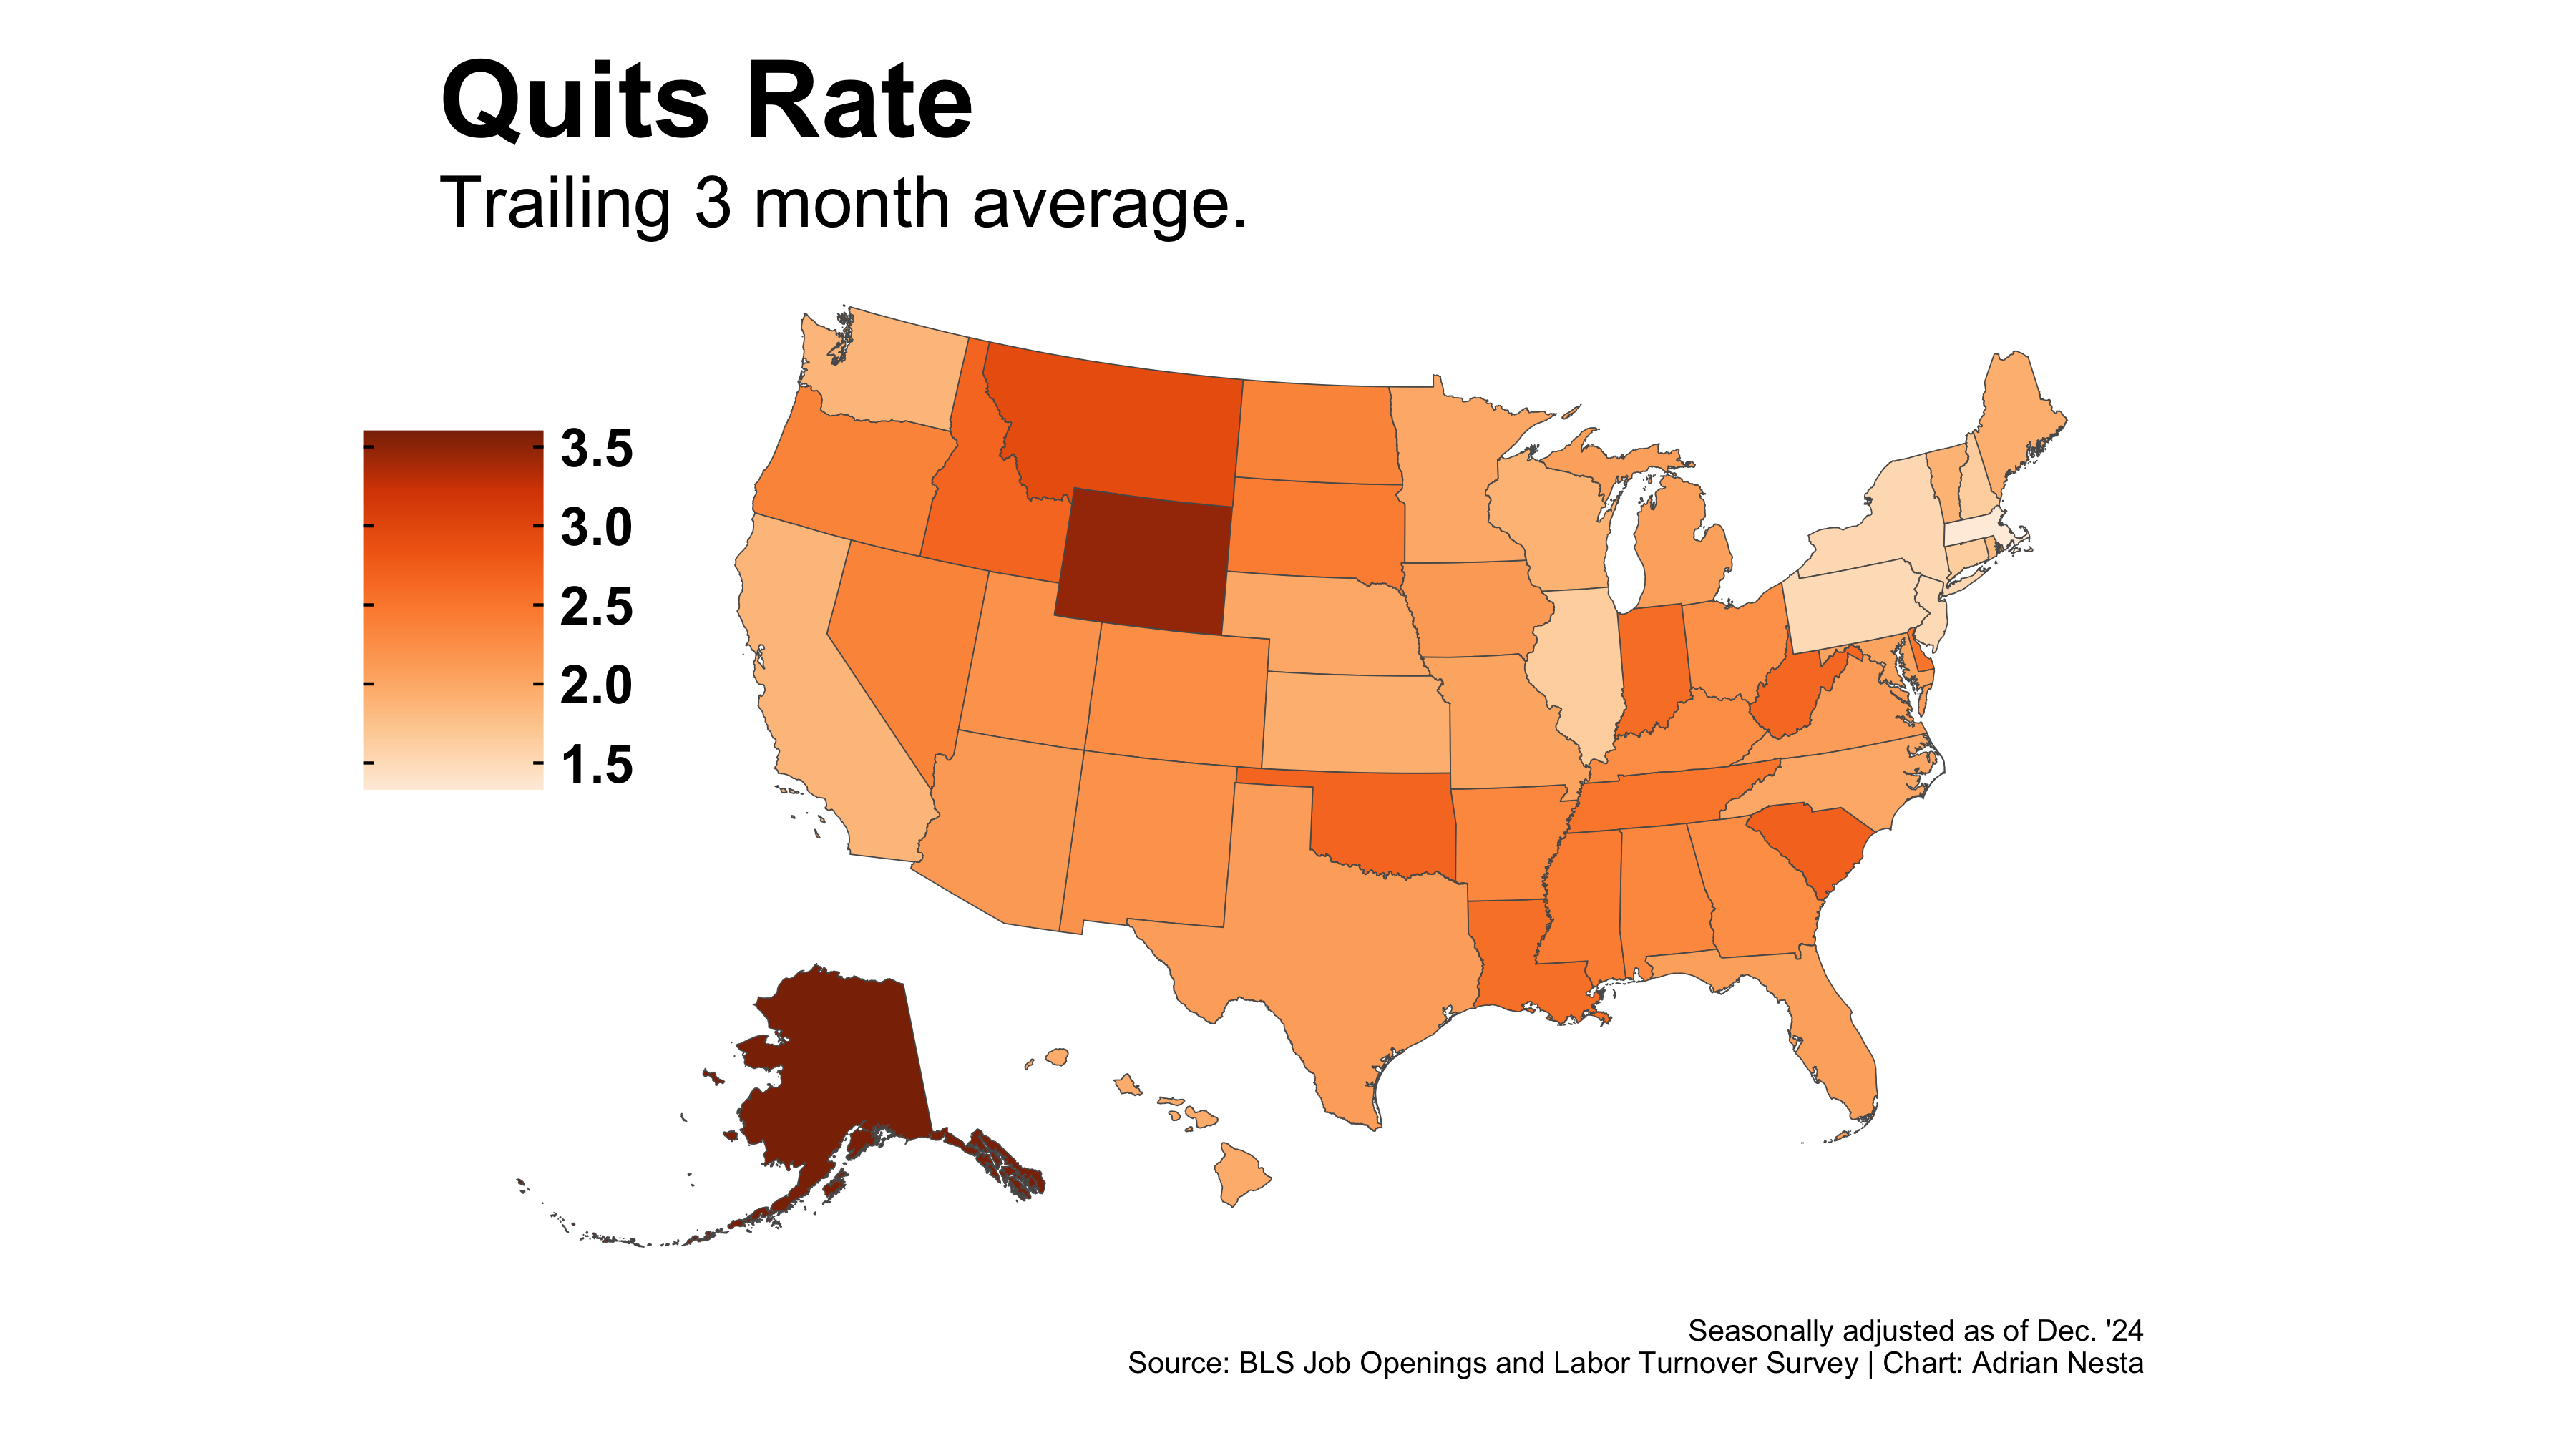 Quits Rate
Trailing 3 month average.
3.5
3.0
2.5
2.0
1.5
Seasonally adjusted as of Dec. '24
Source: BLS Job Openings and Labor Turnover Survey | Chart: Adrian Nesta